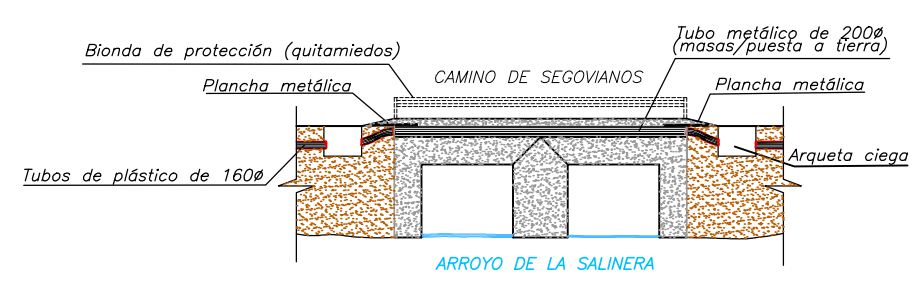 Tubo metálico de 200ø
(masas/puesta a tierra)
Bionda de protección (quitamiedos)
CAMINO DE SEGOVIANOS
Plancha metálica
Plancha metálica
Arqueta ciega
Tubos de plástico de 160ø
ARROYO DE LA SALINERA